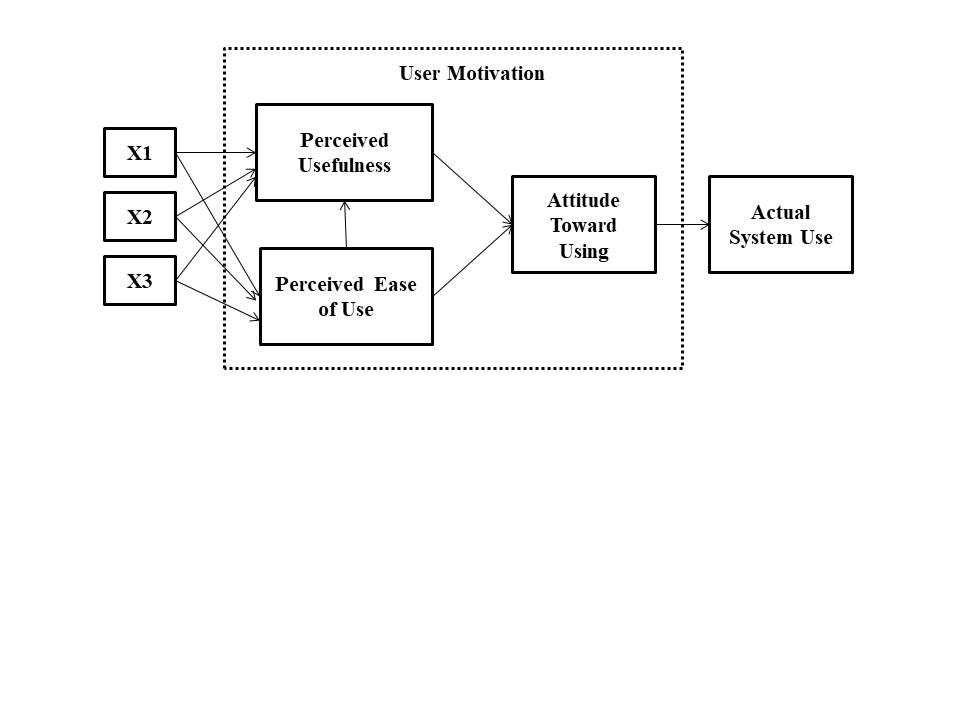 User Motivation
X1
X2
X3
Perceived
Usefulness
Perceived Ease
of Use
Attitude
Toward
Using
Actual
System Use